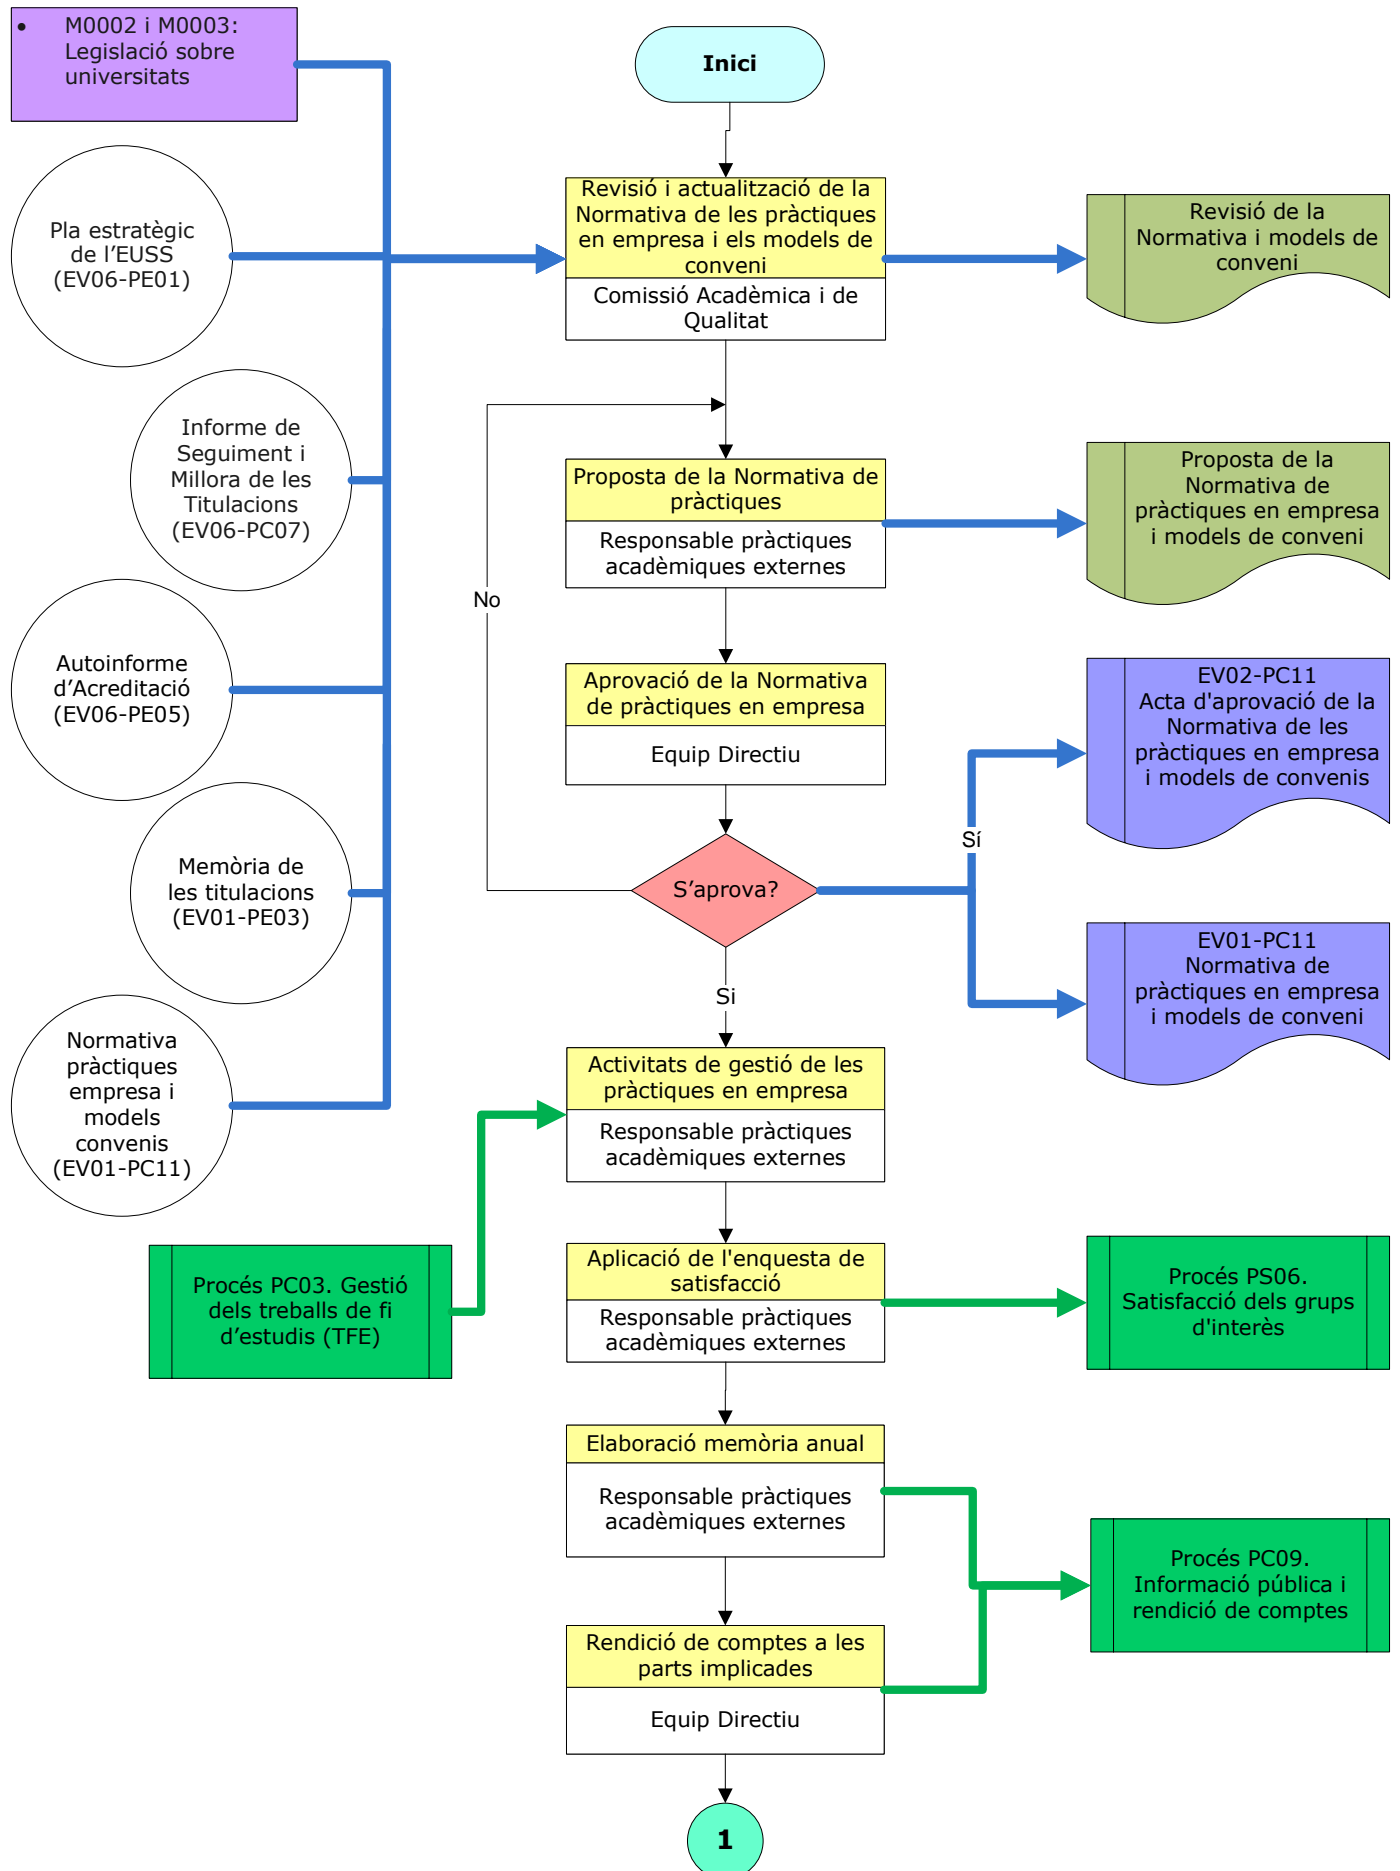 • M0002 i M0003:
Legislació sobre
universitats
Inici
Pla estratègic
de l’EUSS
(EV06-PE01)
Revisió i actualització de la
Normativa de les pràctiques
en empresa i els models de
conveni
Comissió Acadèmica i de
Qualitat
Revisió de la
Normativa i models de
conveni
Informe de
Seguiment i
Millora de les
Titulacions
(EV06-PC07)
Proposta de la Normativa de
pràctiques
Responsable pràctiques
acadèmiques externes
Proposta de la
Normativa de
pràctiques en empresa
i models de conveni
No
Autoinforme
d’Acreditació
(EV06-PE05)
Aprovació de la Normativa
de pràctiques en empresa
Equip Directiu
EV02-PC11
Acta d'aprovació de la
Normativa de les
pràctiques en empresa
i models de convenis
Sí
Memòria de
les titulacions
(EV01-PE03)
S’aprova?
Si
EV01-PC11
Normativa de
pràctiques en empresa
i models de conveni
Normativa
pràctiques
empresa i
models
convenis
(EV01-PC11)
Activitats de gestió de les
pràctiques en empresa
Responsable pràctiques
acadèmiques externes
Procés PC03. Gestió
dels treballs de fi
d’estudis (TFE)
Aplicació de l'enquesta de
satisfacció
Responsable pràctiques
acadèmiques externes
Procés PS06.
Satisfacció dels grups
d'interès
Elaboració memòria anual
Responsable pràctiques
acadèmiques externes
Procés PC09.
Informació pública i
rendició de comptes
Rendició de comptes a les
parts implicades
Equip Directiu
1